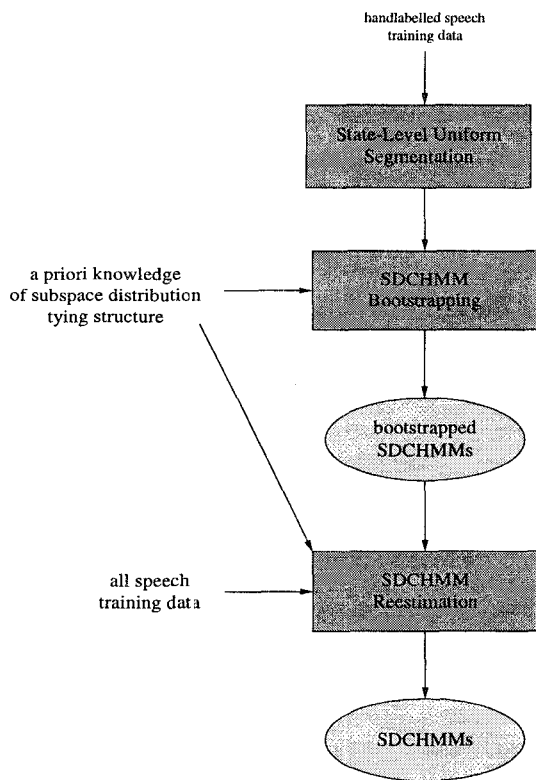 handlabelled speech
training data
State-Level Uniform
Segmentation
a priori knowledge
of subspace distribution
tying structure
SDCHMM
Bootstrapping
bootstrapped
SDCHMMs
all speech
training data
SDCHMM
Reestimation
SDCHMMs